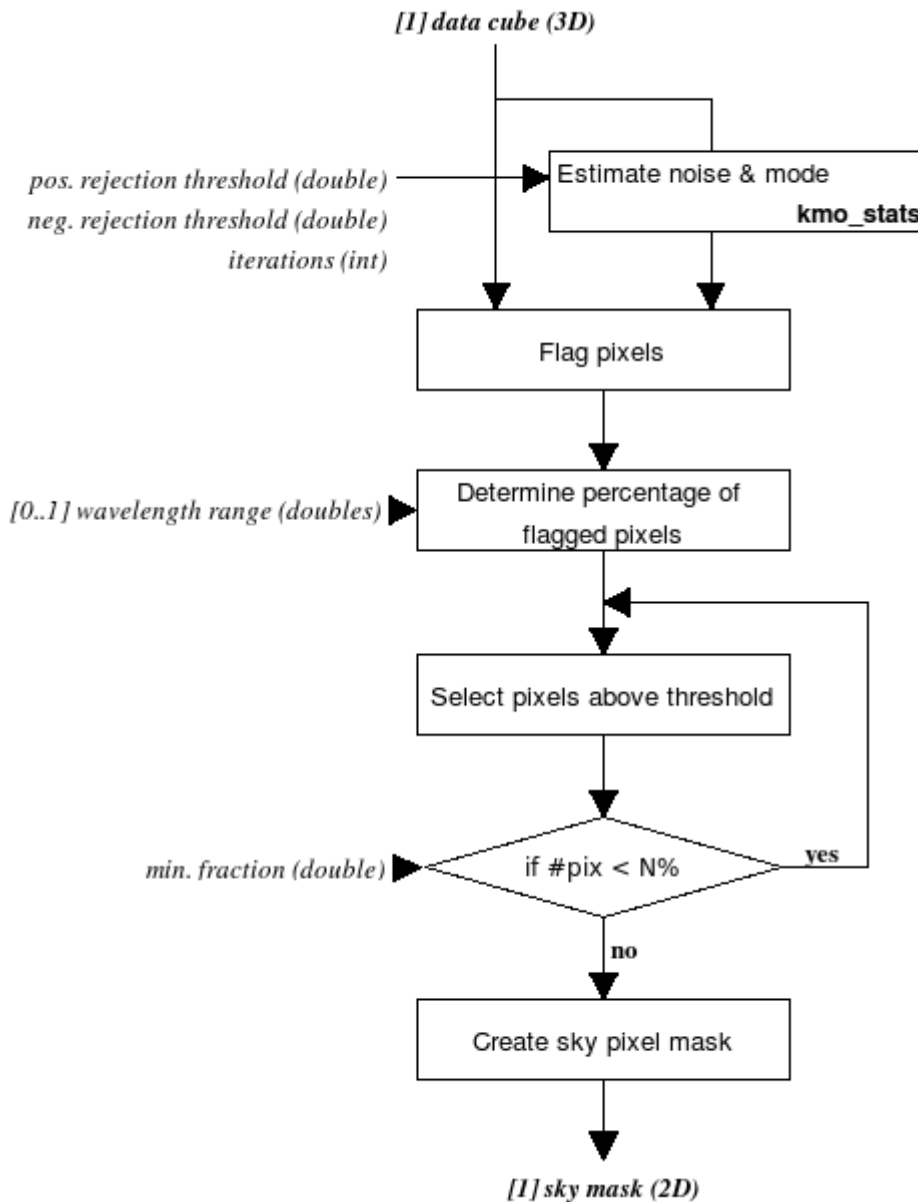 [1] data cube (3D)
pos. rejection threshold (double)
neg. rejection threshold (double)
iterations (int)
Estimate noise & mode
kmo_stats
Flag pixels
[0..1] wavelength range (doubles)
Determine percentage of
flagged pixels
Select pixels above threshold
min. fraction (double)
if #pix < N%
yes
no
Create sky pixel mask
[1] sky mask (2D)